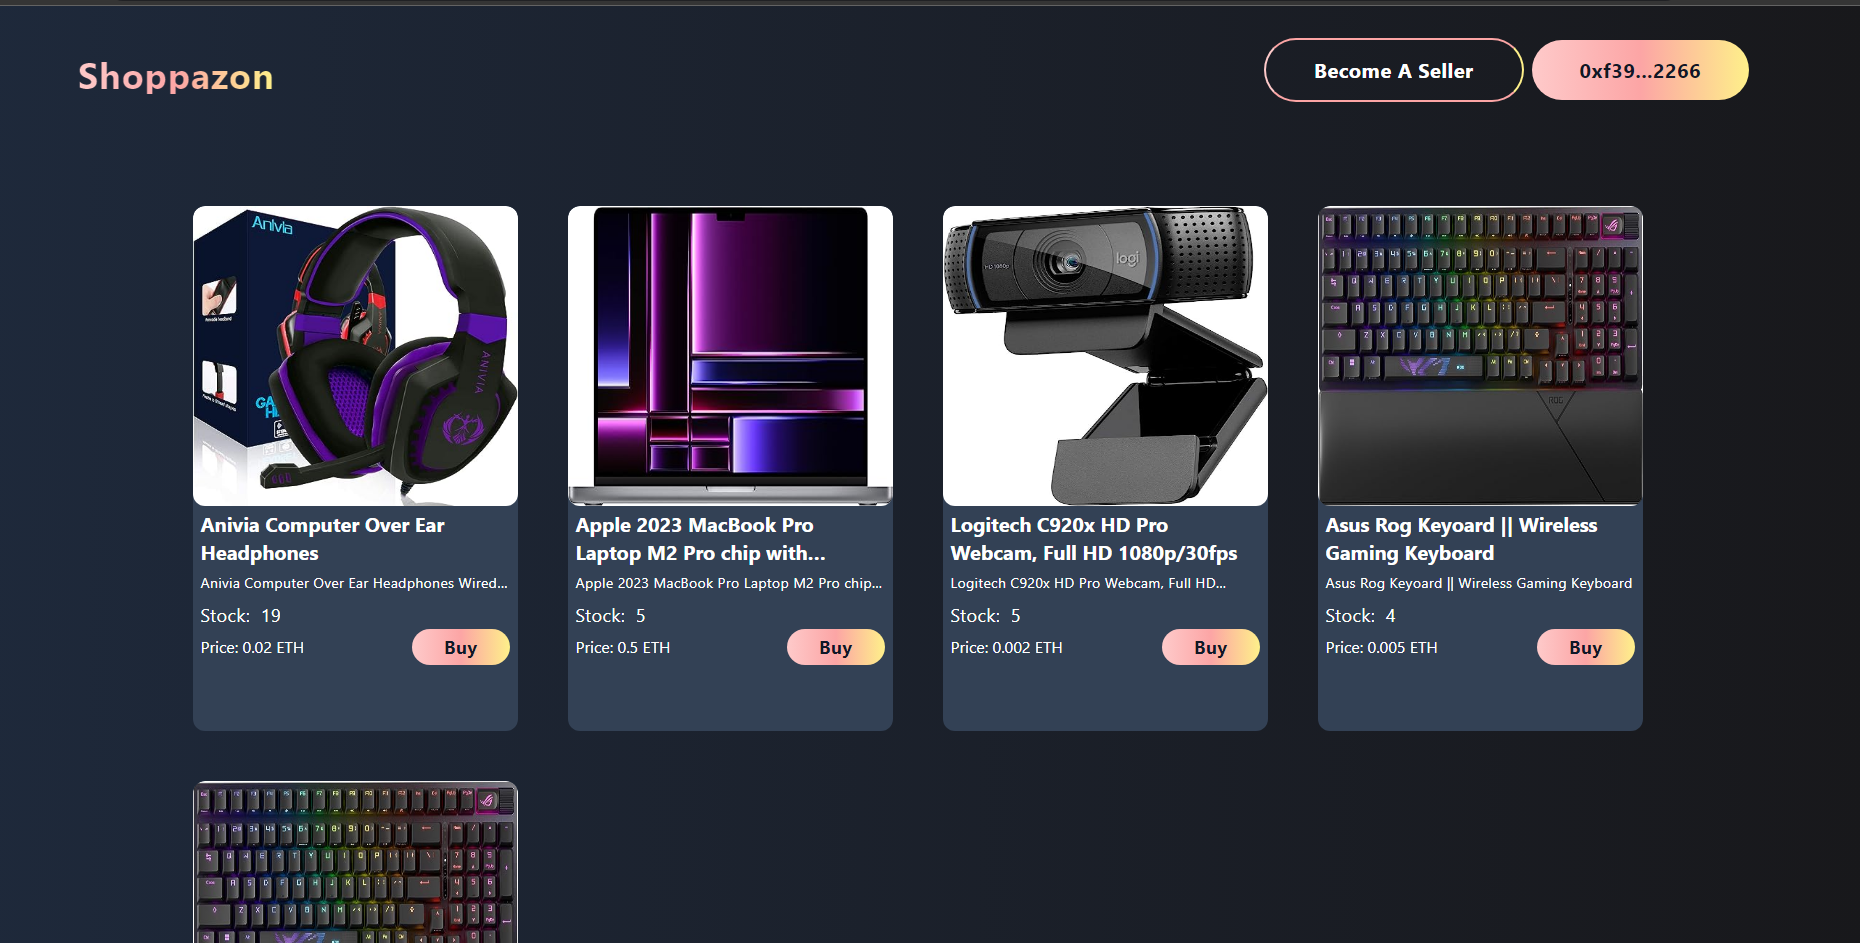 Shoppazon
Become A Seller
0xf39...2266
Anivia
ANIVIA
HD 1080p
logi
ROG
Anivia Computer Over Ear
Headphones
Anivia Computer Over Ear Headphones Wired...
Stock: 19
Price: 0.02 ETH
Buy
Apple 2023 MacBook Pro
Laptop M2 Pro chip with...
Apple 2023 MacBook Pro Laptop M2 Pro chip...
Stock: 5
Price: 0.5 ETH
Buy
Logitech C920x HD Pro
Webcam, Full HD 1080p/30fps
Logitech C920x HD Pro Webcam, Full HD...
Stock: 5
Price: 0.002 ETH
Buy
Asus Rog Keyoard || Wireless
Gaming Keyboard
Asus Rog Keyoard || Wireless Gaming Keyboard
Stock: 4
Price: 0.005 ETH
Buy